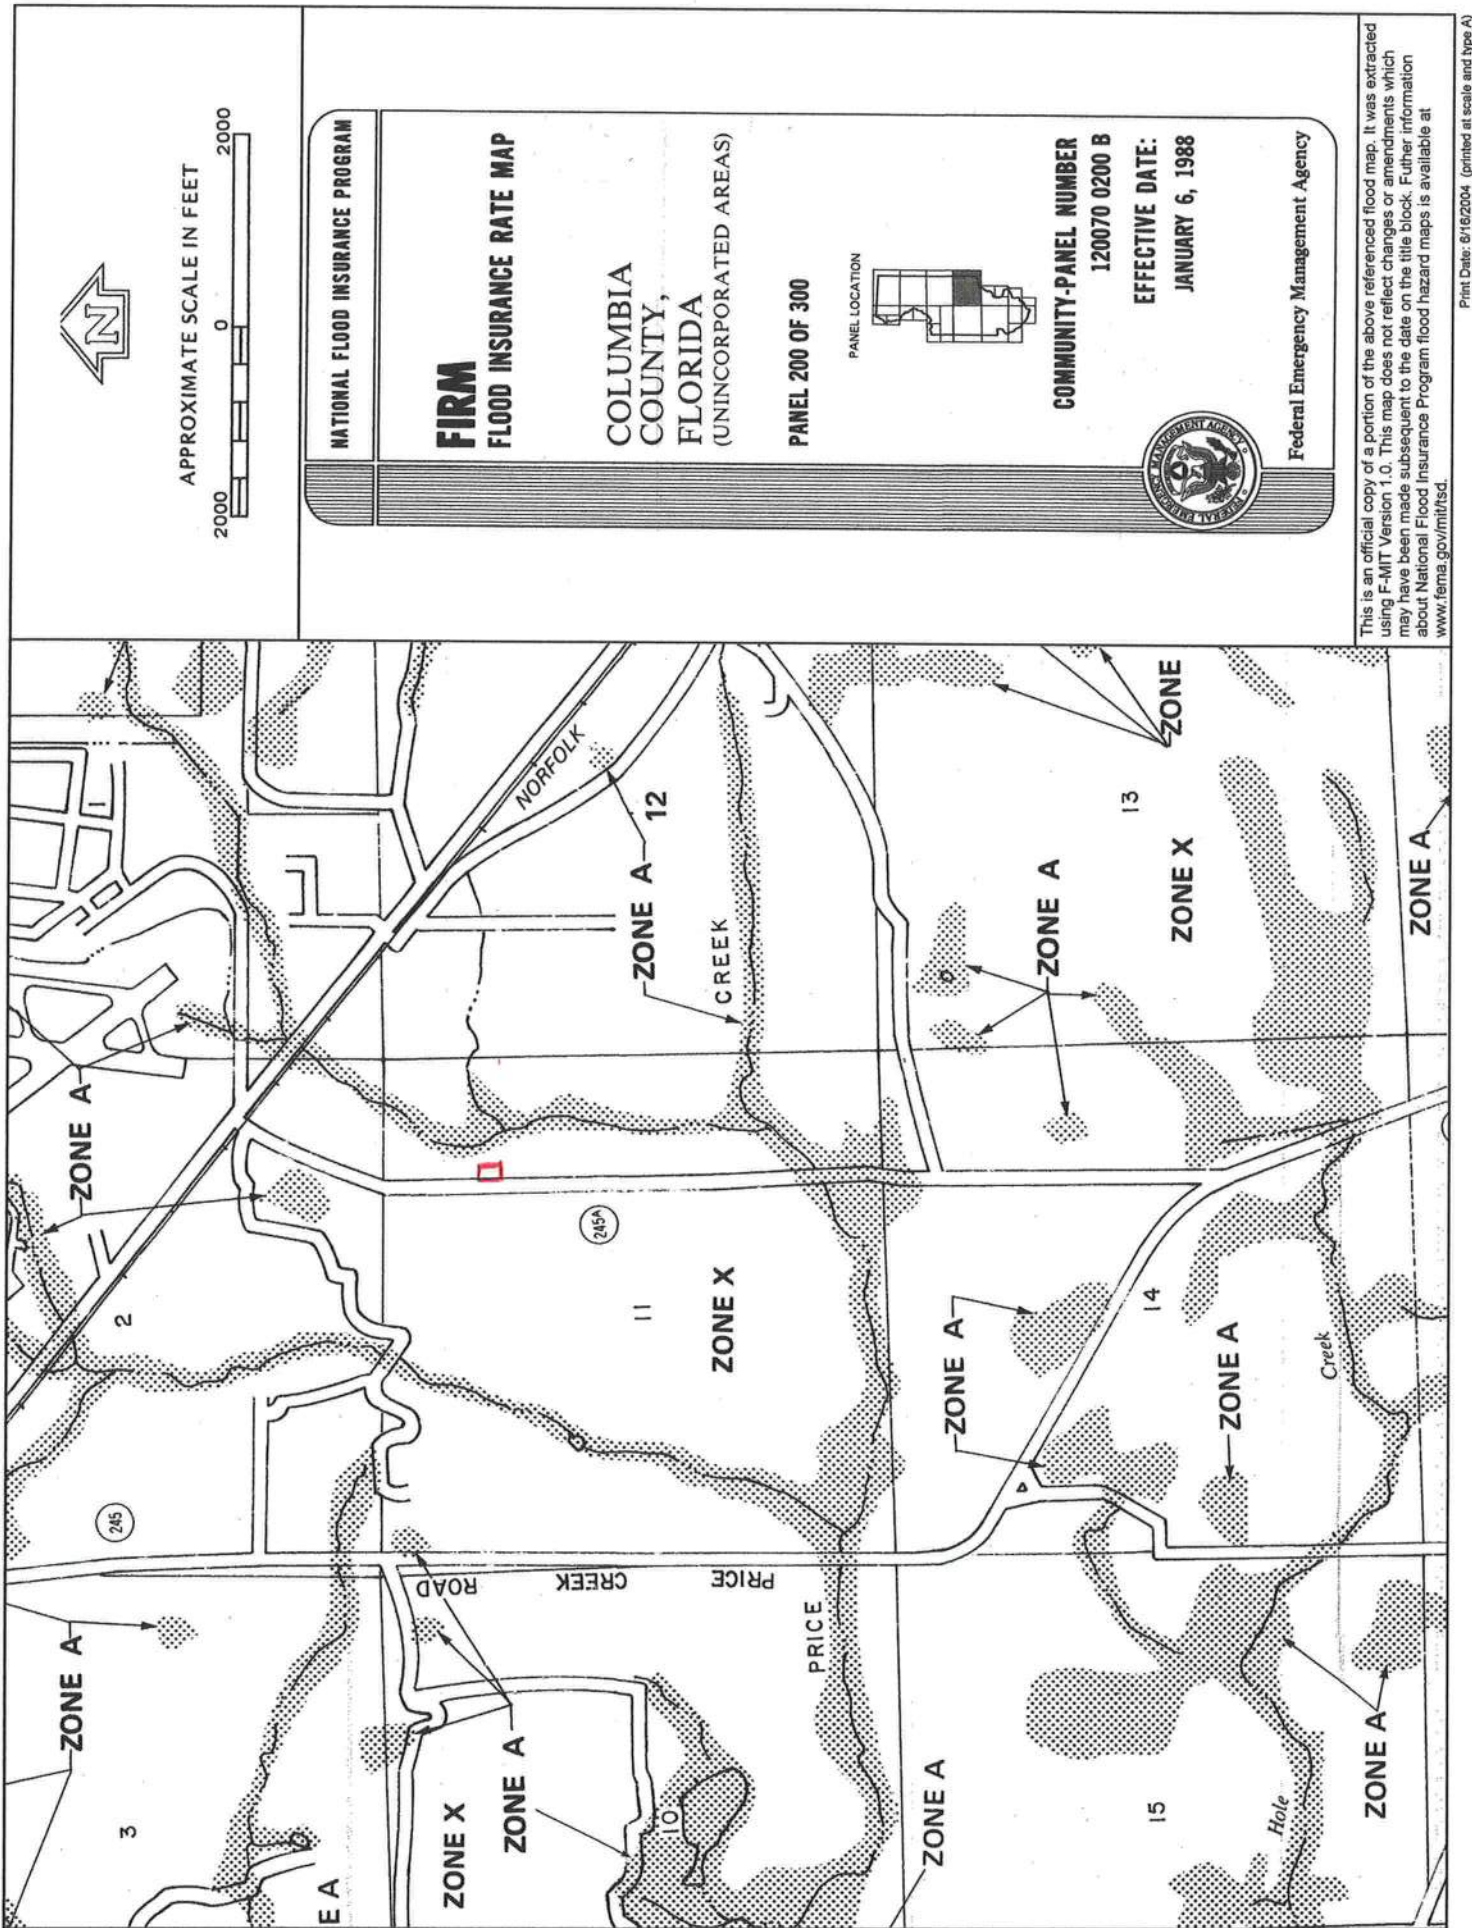 APPROXIMATE SCALE IN FEET
2000 0 2000
N
NATIONAL FLOOD INSURANCE PROGRAM
FIRM
FLOOD INSURANCE RATE MAP
COLUMBIA
COUNTY,
FLORIDA
(UNINCORPORATED AREAS)
PANEL 200 OF 300
PANEL LOCATION
COMMUNITY-PANEL NUMBER
120070 0200 B
EFFECTIVE DATE:
JANUARY 6, 1988
FEDERAL EMERGENCY MANAGEMENT AGENCY
Federal Emergency Management Agency
This is an official copy of a portion of the above referenced flood map. It was extracted
using F-MIT Version 1.0. This map does not reflect changes or amendments which
may have been made subsequent to the date on the title block. Futher information
about National Flood Insurance Program flood hazard maps is available at
www.fema.gov/mit/tsd.
Print Date: 6/16/2004 (printed at scale and type A)
1
NORFOLK
12
ZONE A
CREEK
ZONE
13
ZONE A
ZONE X
ZONE A
ZONE A
2
245A
11
ZONE X
ZONE A
14
ZONE A
Creek
245
ROAD
CREEK
PRICE
PRICE
ZONE A
3
E A
ZONE X
ZONE A
10
ZONE A
15
Hole
ZONE A